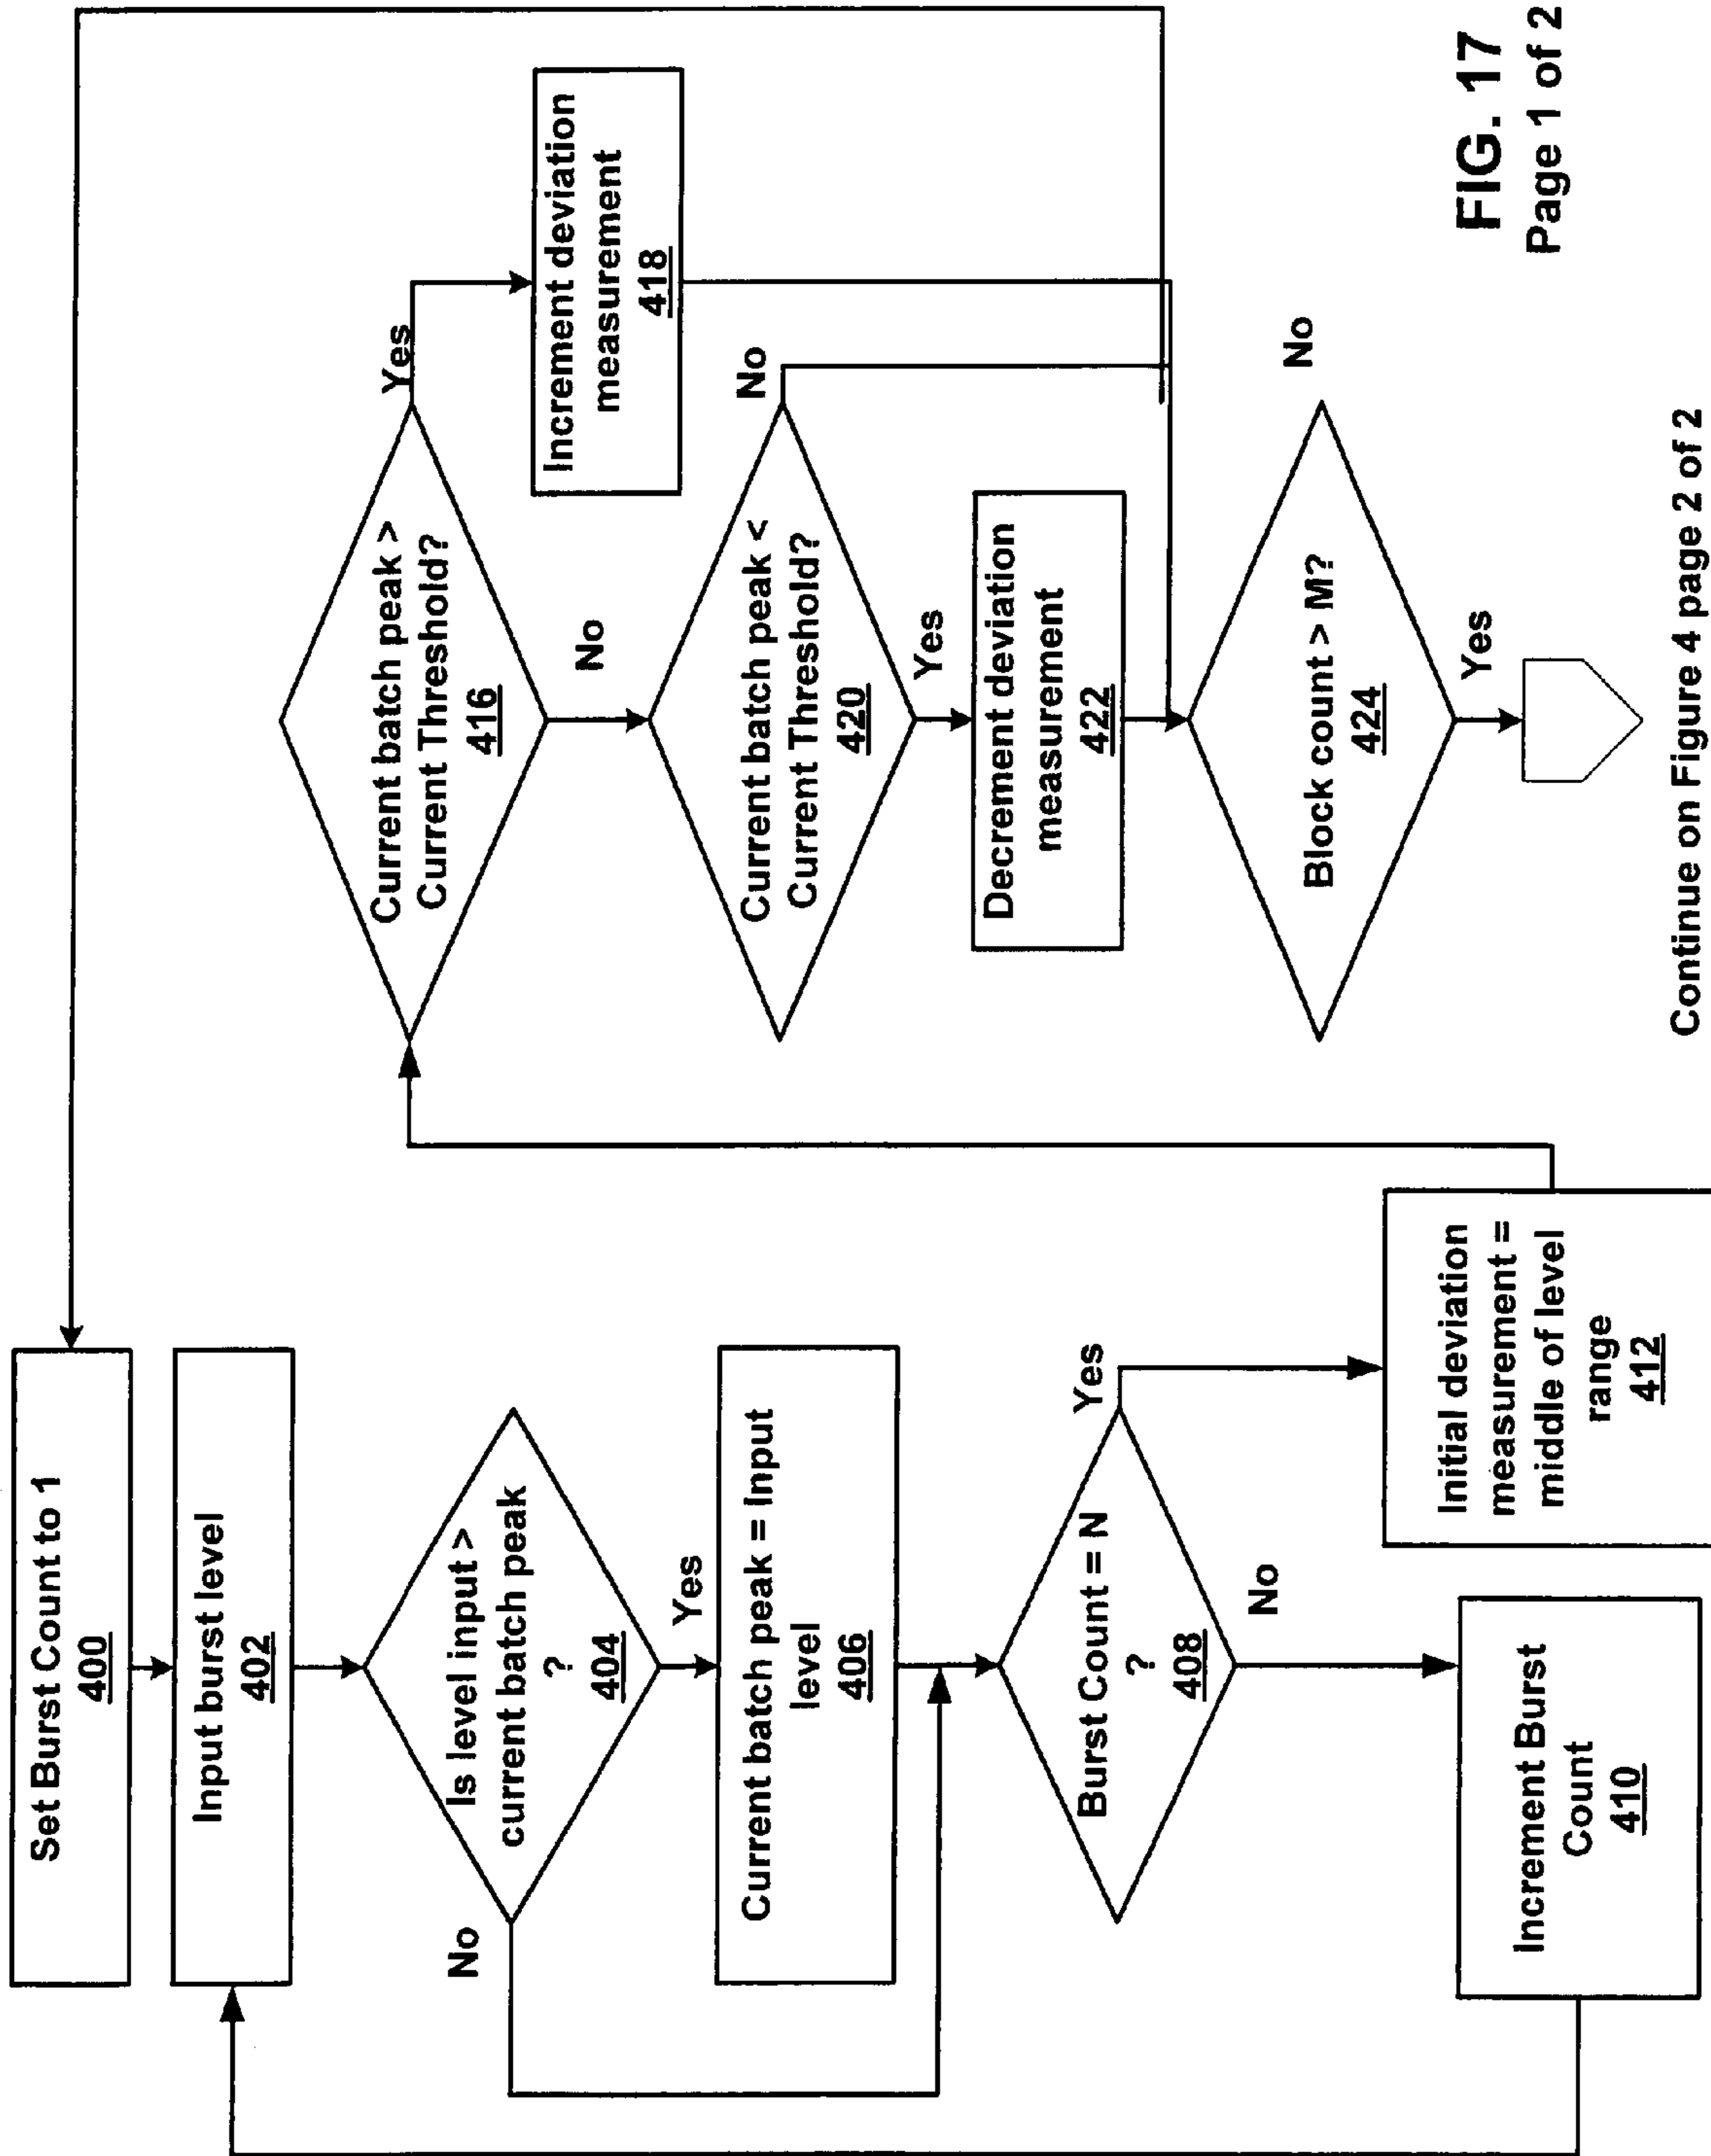 Set Burst Count to 1
400
Input burst level
402
Is level input >
current batch peak
?
404
No
Yes
Current batch peak = Input
level
406
Burst Count = N
?
408
Yes
No
Increment Burst
Count
410
Initial deviation
measurement =
middle of level
range
412
Current batch peak >
Current Threshold?
416
Yes
No
Increment deviation
measurement
418
Current batch peak <
Current Threshold?
420
No
Yes
Decrement deviation
measurement
422
Block count > M?
424
No
Yes
Continue on Figure 4 page 2 of 2
FIG. 17
Page 1 of 2